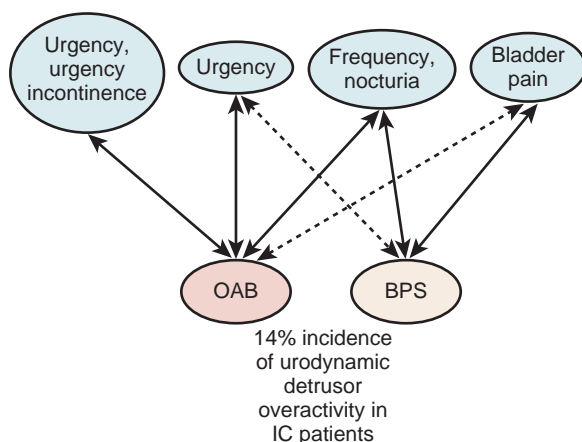 Urgency,
urgency
incontinence
Urgency
Frequency,
nocturia
Bladder
pain
OAB
BPS
14% incidence
of urodynamic
detrusor
overactivity in
IC patients